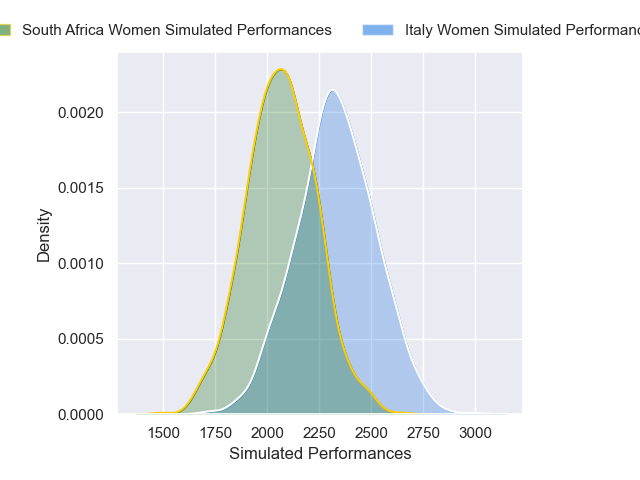 South Africa Women Simulated Performances
Italy Women Simulated
0.0020
0.0015
0.0010
0.0005
0.0000
Density
1500 1750 2000 2250 2500 2750 3000
Simulated Performances